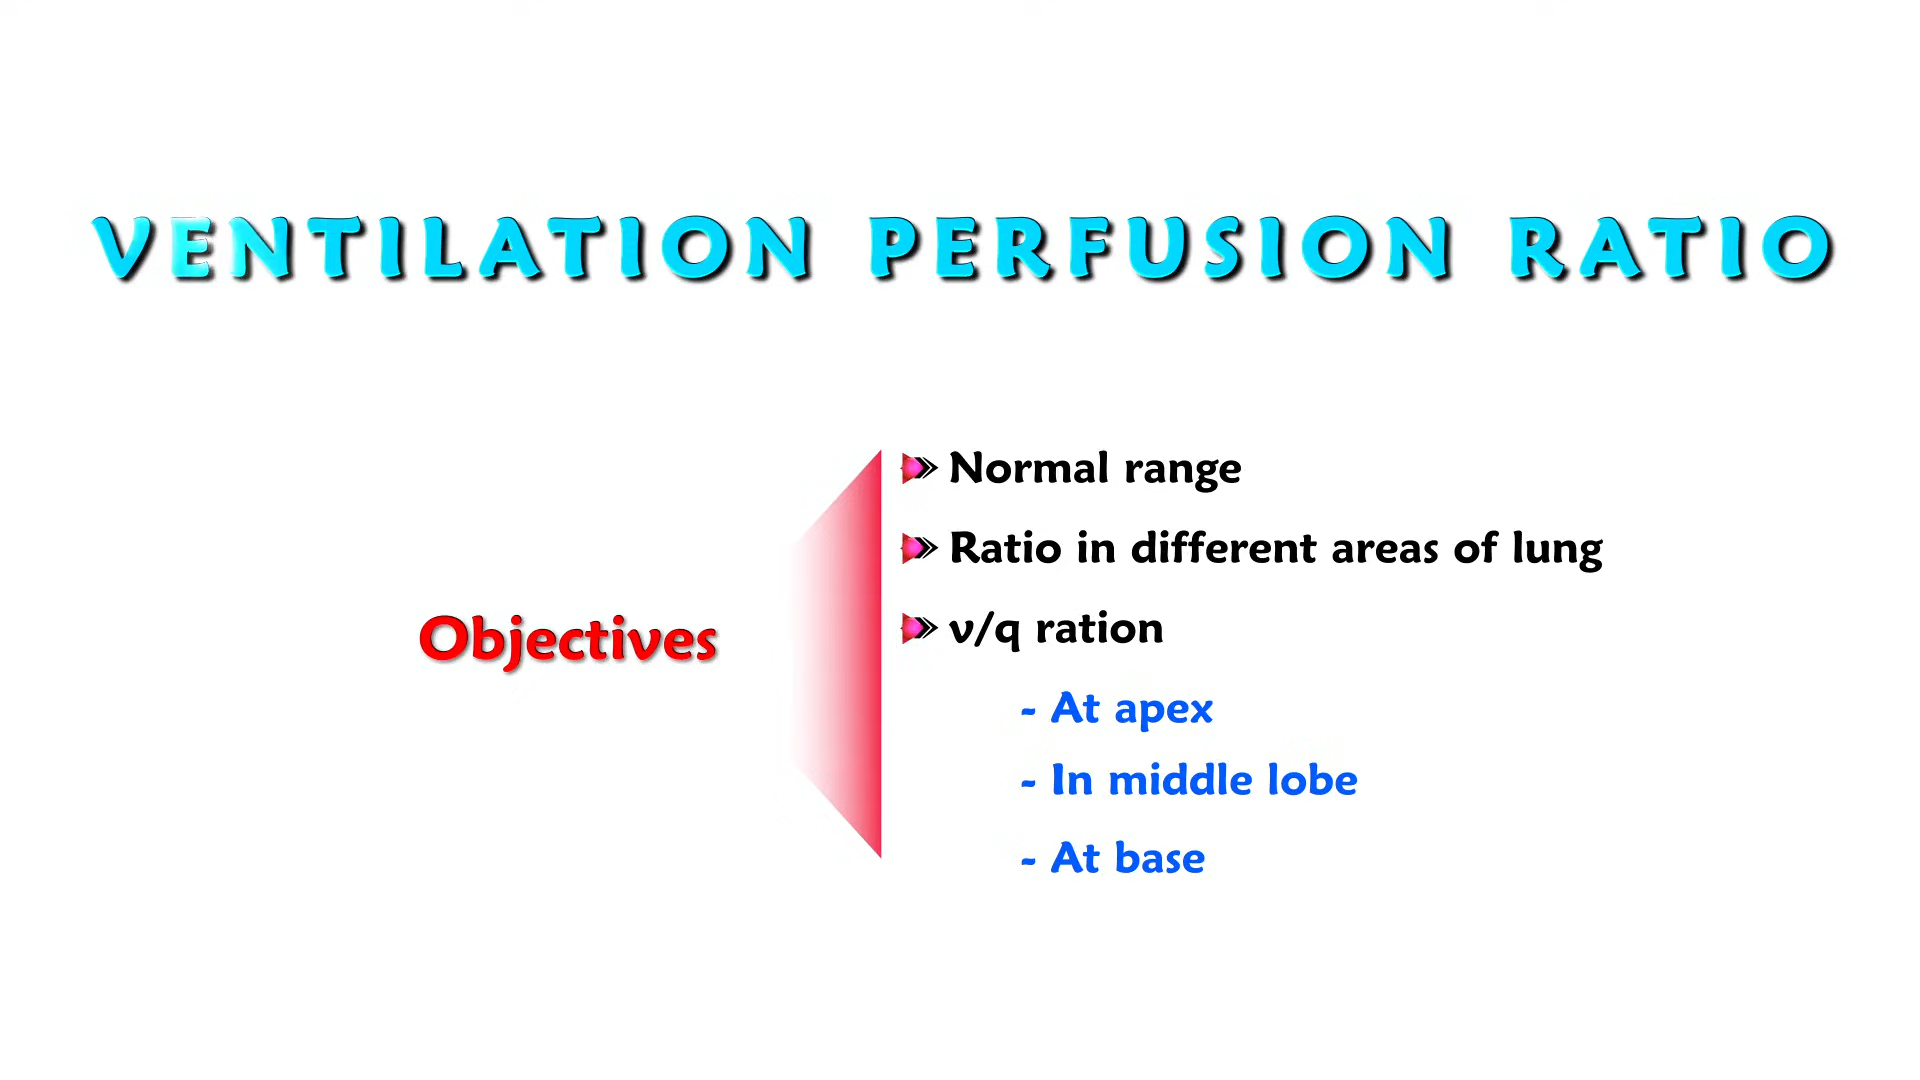 VENTILATION PERFUSION RATIO
Objectives
Normal range
Ratio in different areas of lung
v/q ration
- At apex
- In middle lobe
- At base